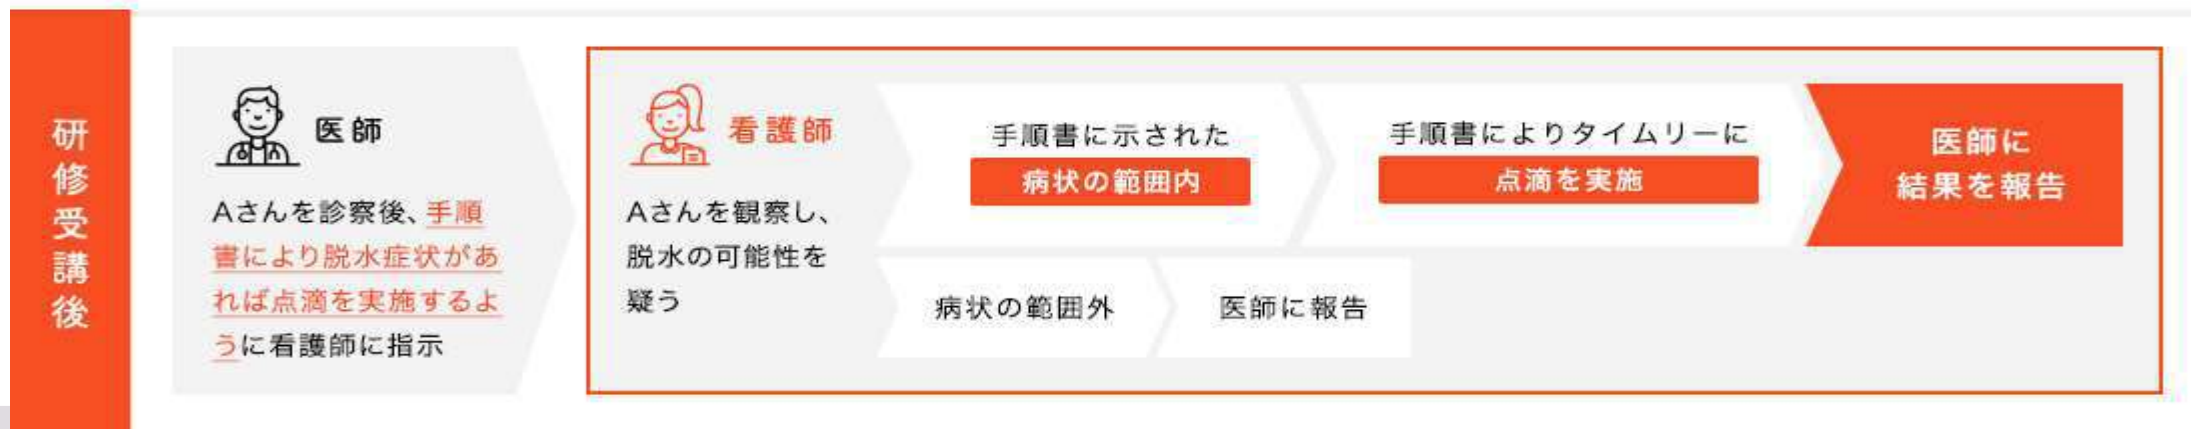 研修受講後
医師
Aさんを診察後、手順
書により脱水症状があ
れば点滴を実施するよ
うに看護師に指示
看護師
Aさんを観察し、
脱水の可能性を
疑う
手順書に示された
病状の範囲内
手順書によりタイムリーに
点滴を実施
医師に
結果を報告
病状の範囲外
医師に報告